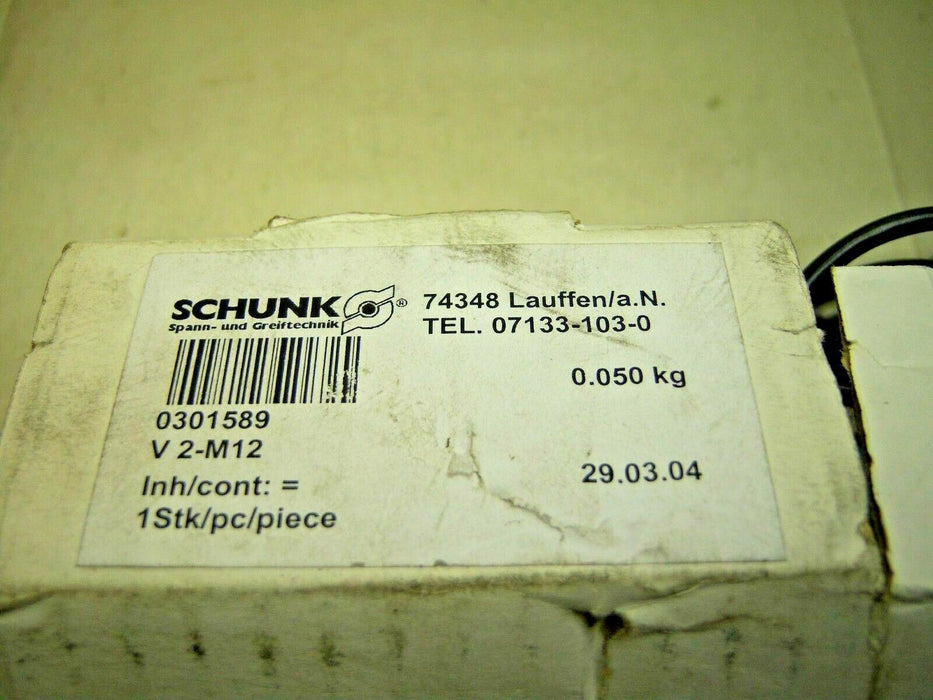 SCHUNK ®
Spann- und Greiftechnik
74348 Lauffen/a.N.
TEL. 07133-103-0
0.050 kg
0301589
V 2-M12
Inh/cont: =
1Stk/pc/piece
29.03.04